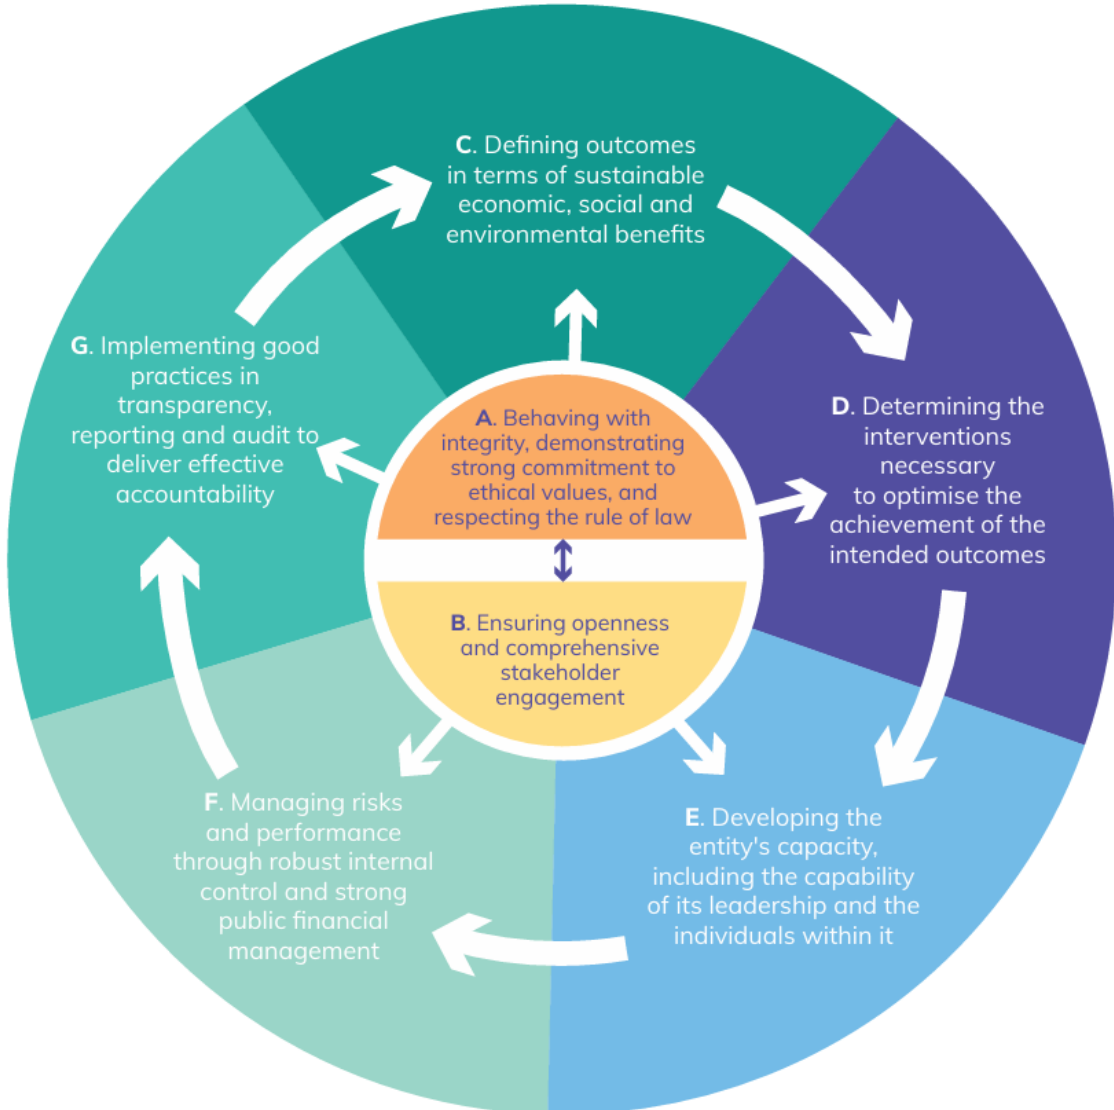 C. Defining outcomes
in terms of sustainable
economic, social and
environmental benefits
G. Implementing good
practices in
transparency,
reporting and audit to
deliver effective
accountability
A. Behaving with
integrity, demonstrating
strong commitment to
ethical values, and
respecting the rule of law
D. Determining the
interventions
necessary
to optimise the
achievement of the
intended outcomes
B. Ensuring openness
and comprehensive
stakeholder
engagement
F. Managing risks
and performance
through robust internal
control and strong
public financial
management
E. Developing the
entity's capacity,
including the capability
of its leadership and the
individuals within it